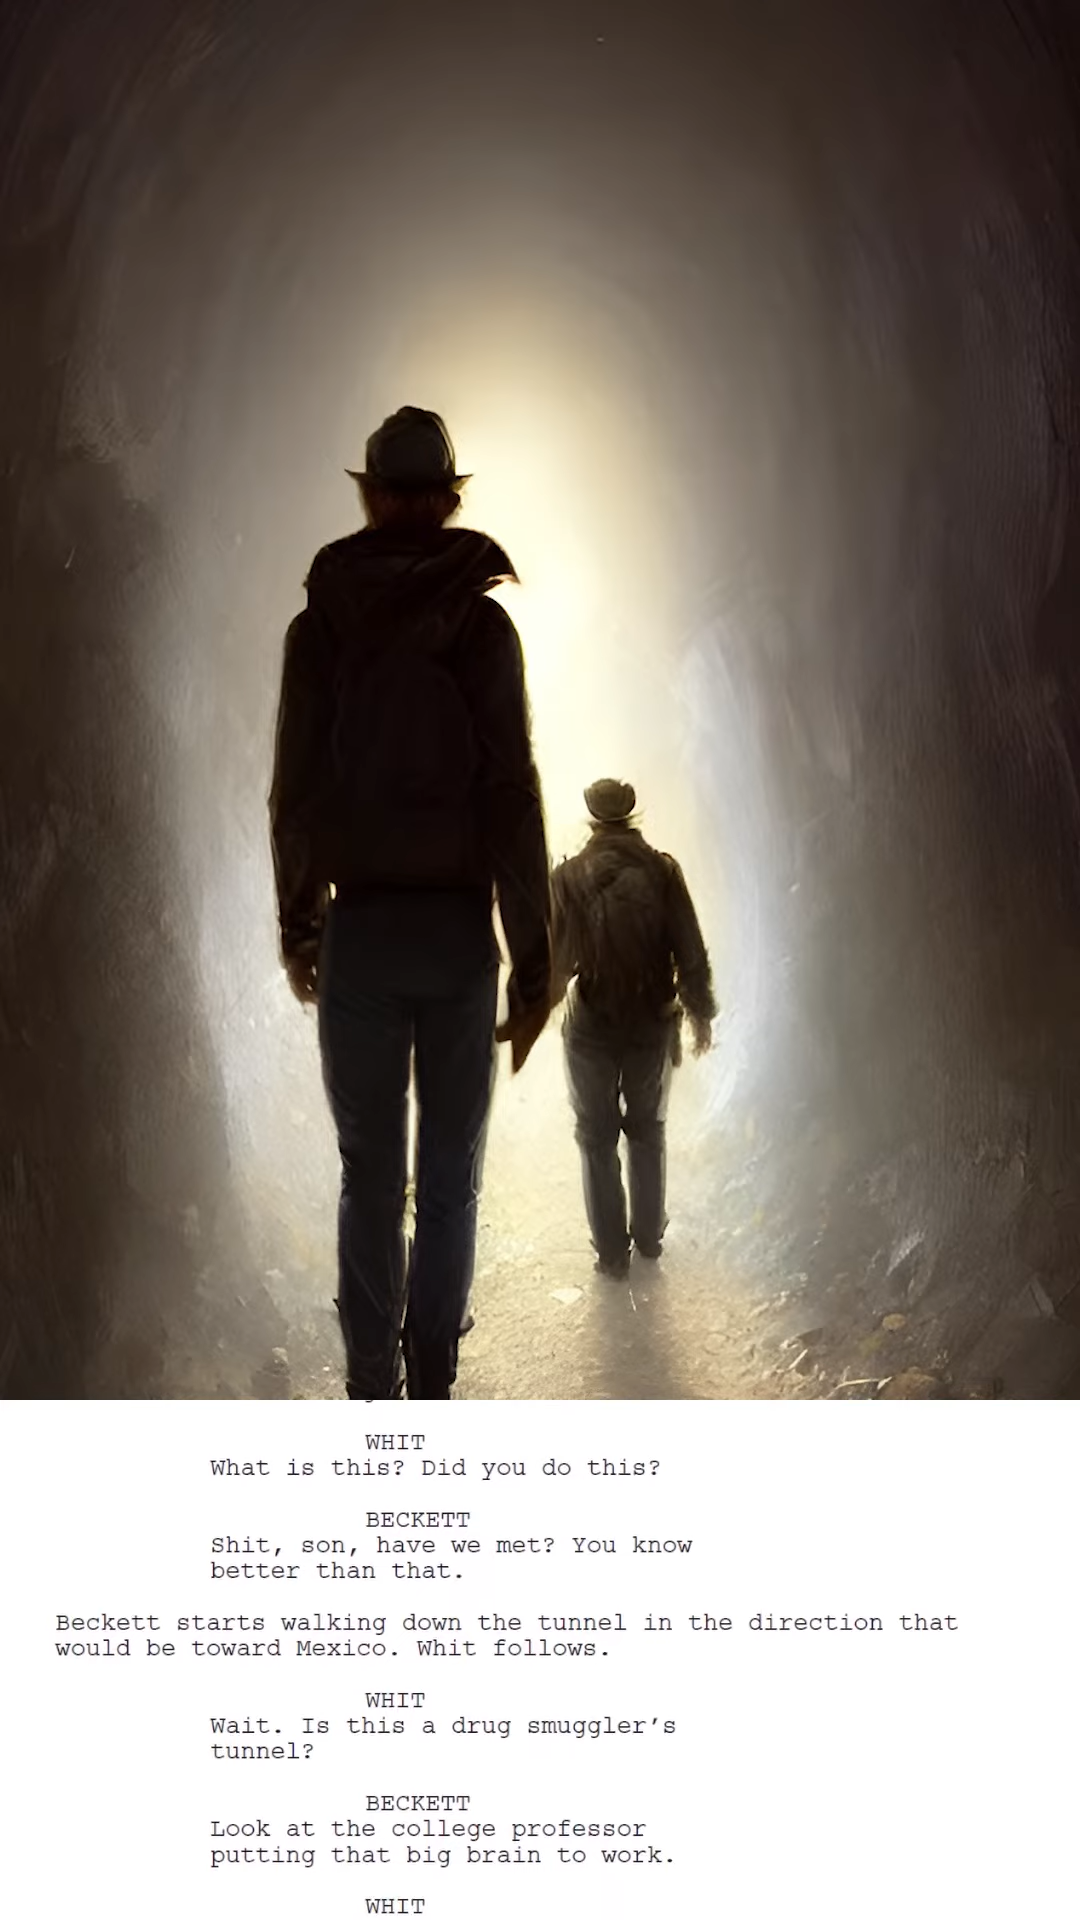 WHIT
What is this? Did you do this?
BECKETT
Shit, son, have we met? You know
better than that.
Beckett starts walking down the tunnel in the direction that
would be toward Mexico. Whit follows.
WHIT
Wait. Is this a drug smuggler’s
tunnel?
BECKETT
Look at the college professor
putting that big brain to work.
WHIT